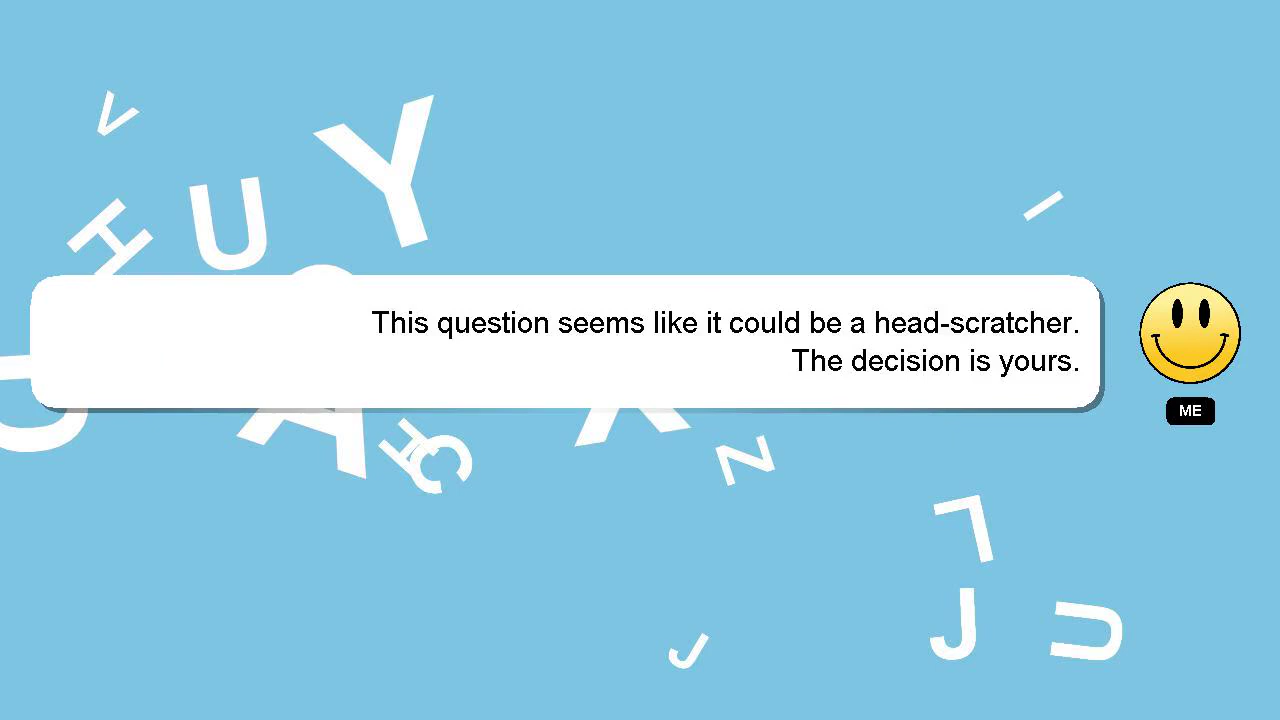 V
Y
U
H
I
This question seems like it could be a head-scratcher.
The decision is yours.
ME
A
H
C
X
N
L
J
U
J